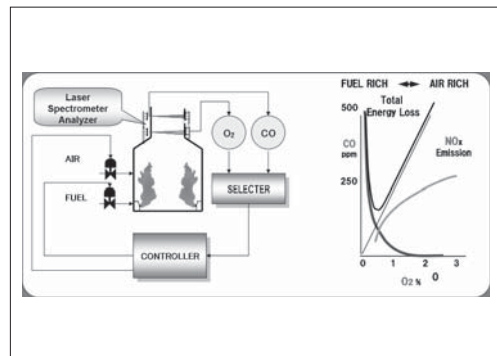 Laser
Spectrometer
Analyzer
AIR
FUEL
O₂
CO
SELECTER
CONTROLLER
FUEL RICH ◄► AIR RICH
Total
Energy Loss
500
CO
ppm
250
NOx
Emission
0 1 2 3
O₂ % 0